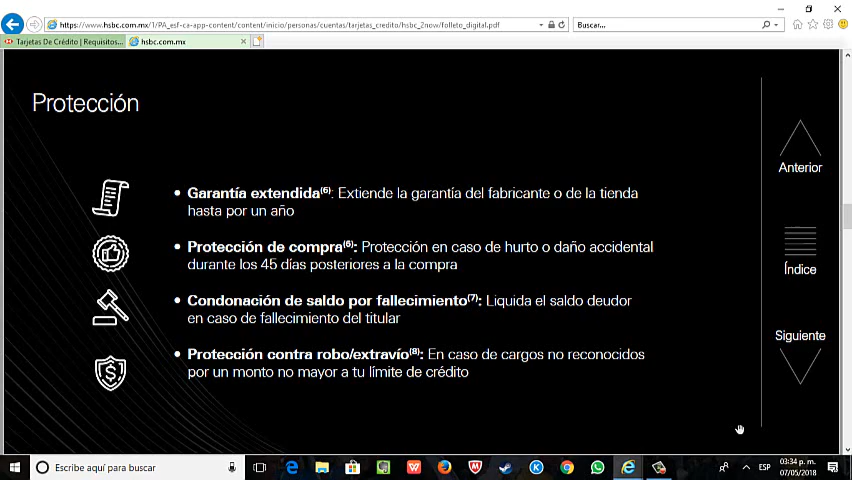 https://www.hsbc.com.mx/1/PA_esf-ca-app-content/content/inicio/personas/cuentas/tarjetas_credito/hsbc_2now/folleto_digital.pdf
Buscar...
Tarjetas De Crédito | Requisitos...
hsbc.com.mx
Protección
• Garantía extendida(6): Extiende la garantía del fabricante o de la tienda
hasta por un año
• Protección de compra(6): Protección en caso de hurto o daño accidental
durante los 45 días posteriores a la compra
• Condonación de saldo por fallecimiento(7): Liquida el saldo deudor
en caso de fallecimiento del titular
• Protección contra robo/extravío(8): En caso de cargos no reconocidos
por un monto no mayor a tu límite de crédito
Anterior
Índice
Siguiente
Escribe aquí para buscar
ESP
03:34 p. m.
07/05/2018